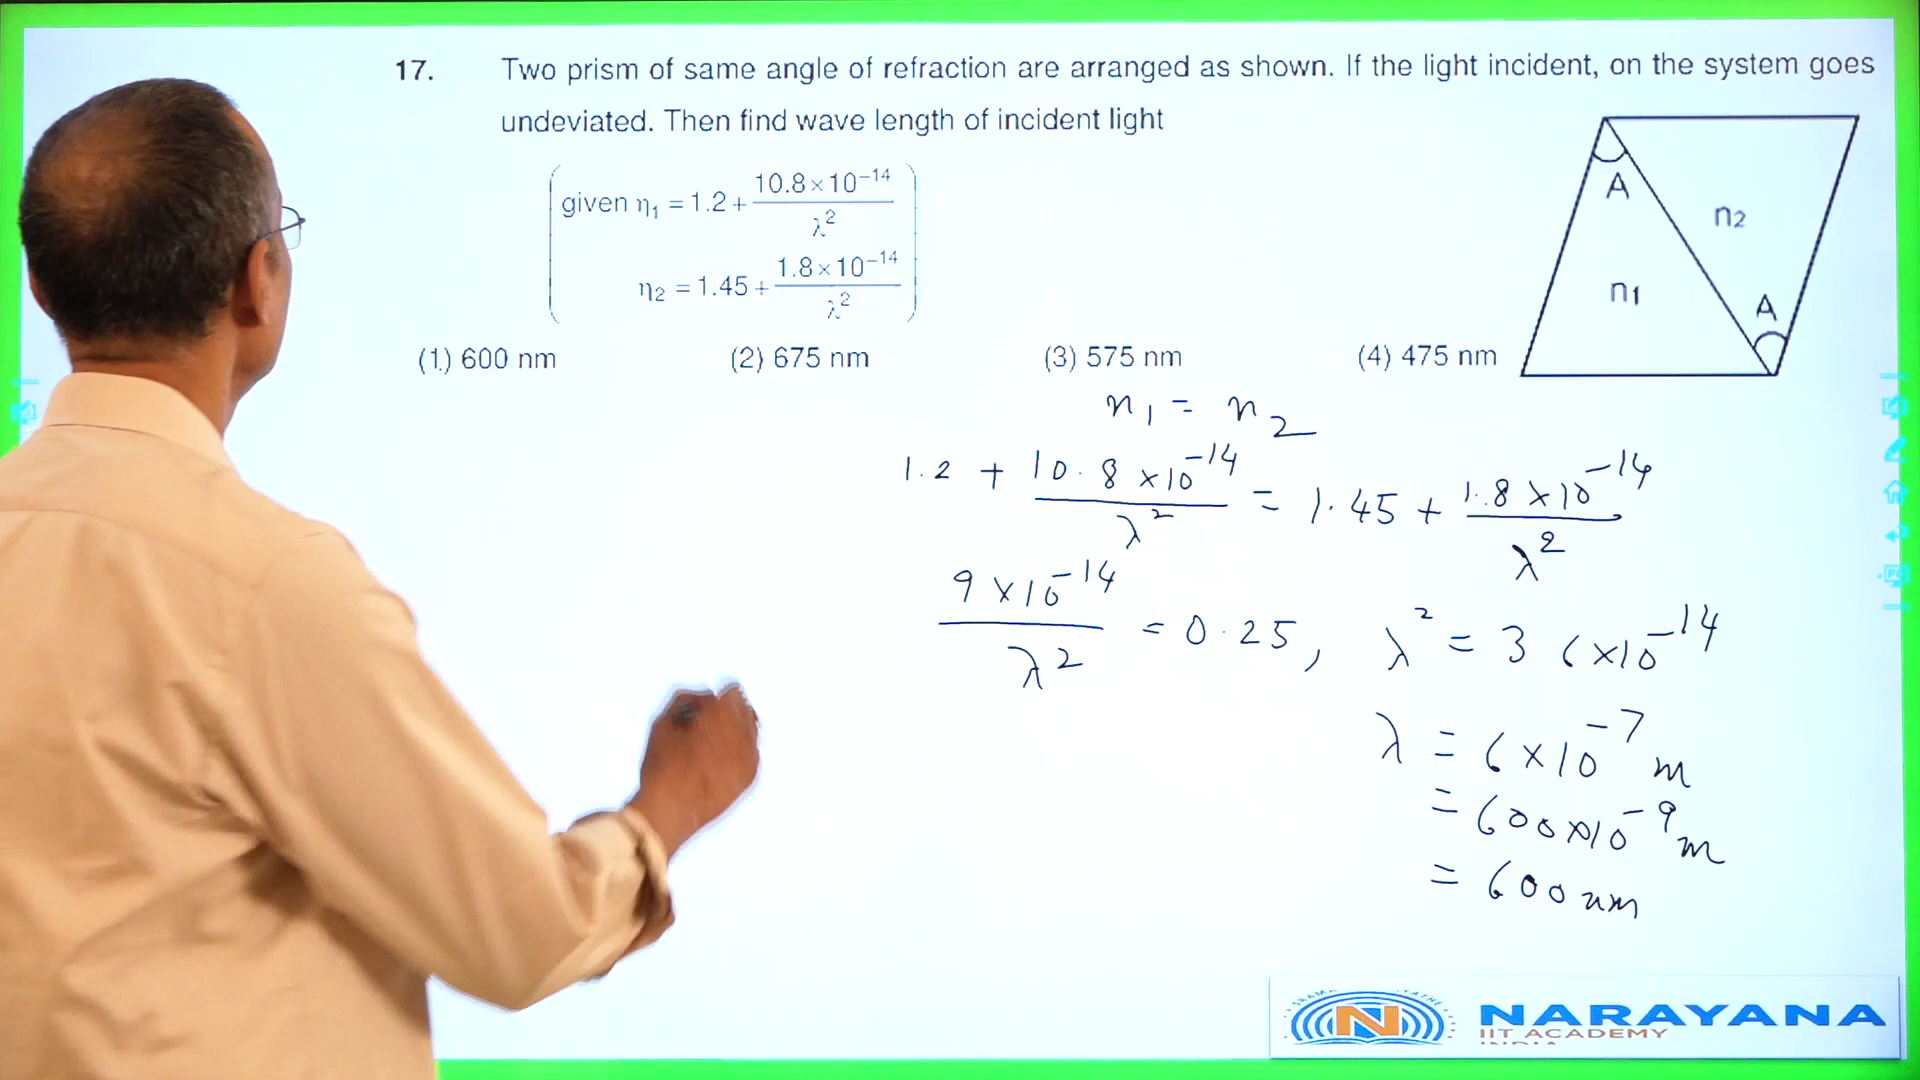 17. Two prism of same angle of refraction are arranged as shown. If the light incident, on the system goes
undeviated. Then find wave length of incident light
given η₁ = 1.2 + 10.8×10⁻¹⁴ / λ²
η₂ = 1.45 + 1.8×10⁻¹⁴ / λ²
A
n₂
n₁
A
(1.) 600 nm (2) 675 nm (3) 575 nm (4) 475 nm
n₁ = n₂
1.2 + 10.8 × 10⁻¹⁴ / λ² = 1.45 + 1.8 × 10⁻¹⁴ / λ²
9 × 10⁻¹⁴ / λ² = 0.25, λ² = 36 × 10⁻¹⁴
λ = 6 × 10⁻⁷ m
= 600 × 10⁻⁹ m
= 600 nm
N NARAYANA
IIT ACADEMY
INDIA